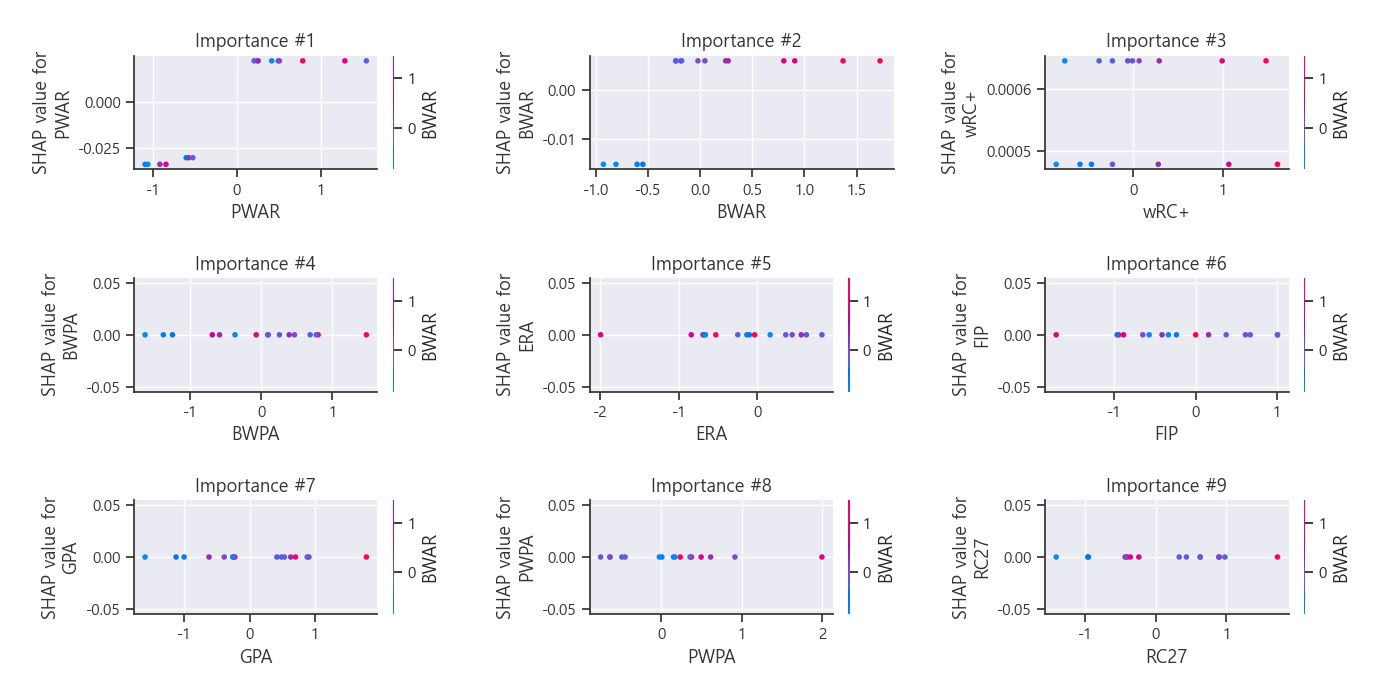 Importance #1
SHAP value for
PWAR
0.000
-0.025
-1
0
1
PWAR
1
0
BWAR
Importance #2
SHAP value for
BWAR
0.00
-0.01
-1.0
-0.5
0.0
0.5
1.0
1.5
BWAR
Importance #3
SHAP value for
wRC+
0.0006
0.0005
0
1
wRC+
1
0
BWAR
Importance #4
SHAP value for
BWPA
0.05
0.00
-0.05
-1
0
1
BWPA
1
0
BWAR
Importance #5
SHAP value for
ERA
0.05
0.00
-0.05
-2
-1
0
ERA
1
0
BWAR
Importance #6
SHAP value for
FIP
0.05
0.00
-0.05
-1
0
1
FIP
1
0
BWAR
Importance #7
SHAP value for
GPA
0.05
0.00
-0.05
-1
0
1
GPA
1
0
BWAR
Importance #8
SHAP value for
PWPA
0.05
0.00
-0.05
0
1
2
PWPA
1
0
BWAR
Importance #9
SHAP value for
RC27
0.05
0.00
-0.05
-1
0
1
RC27
1
0
BWAR